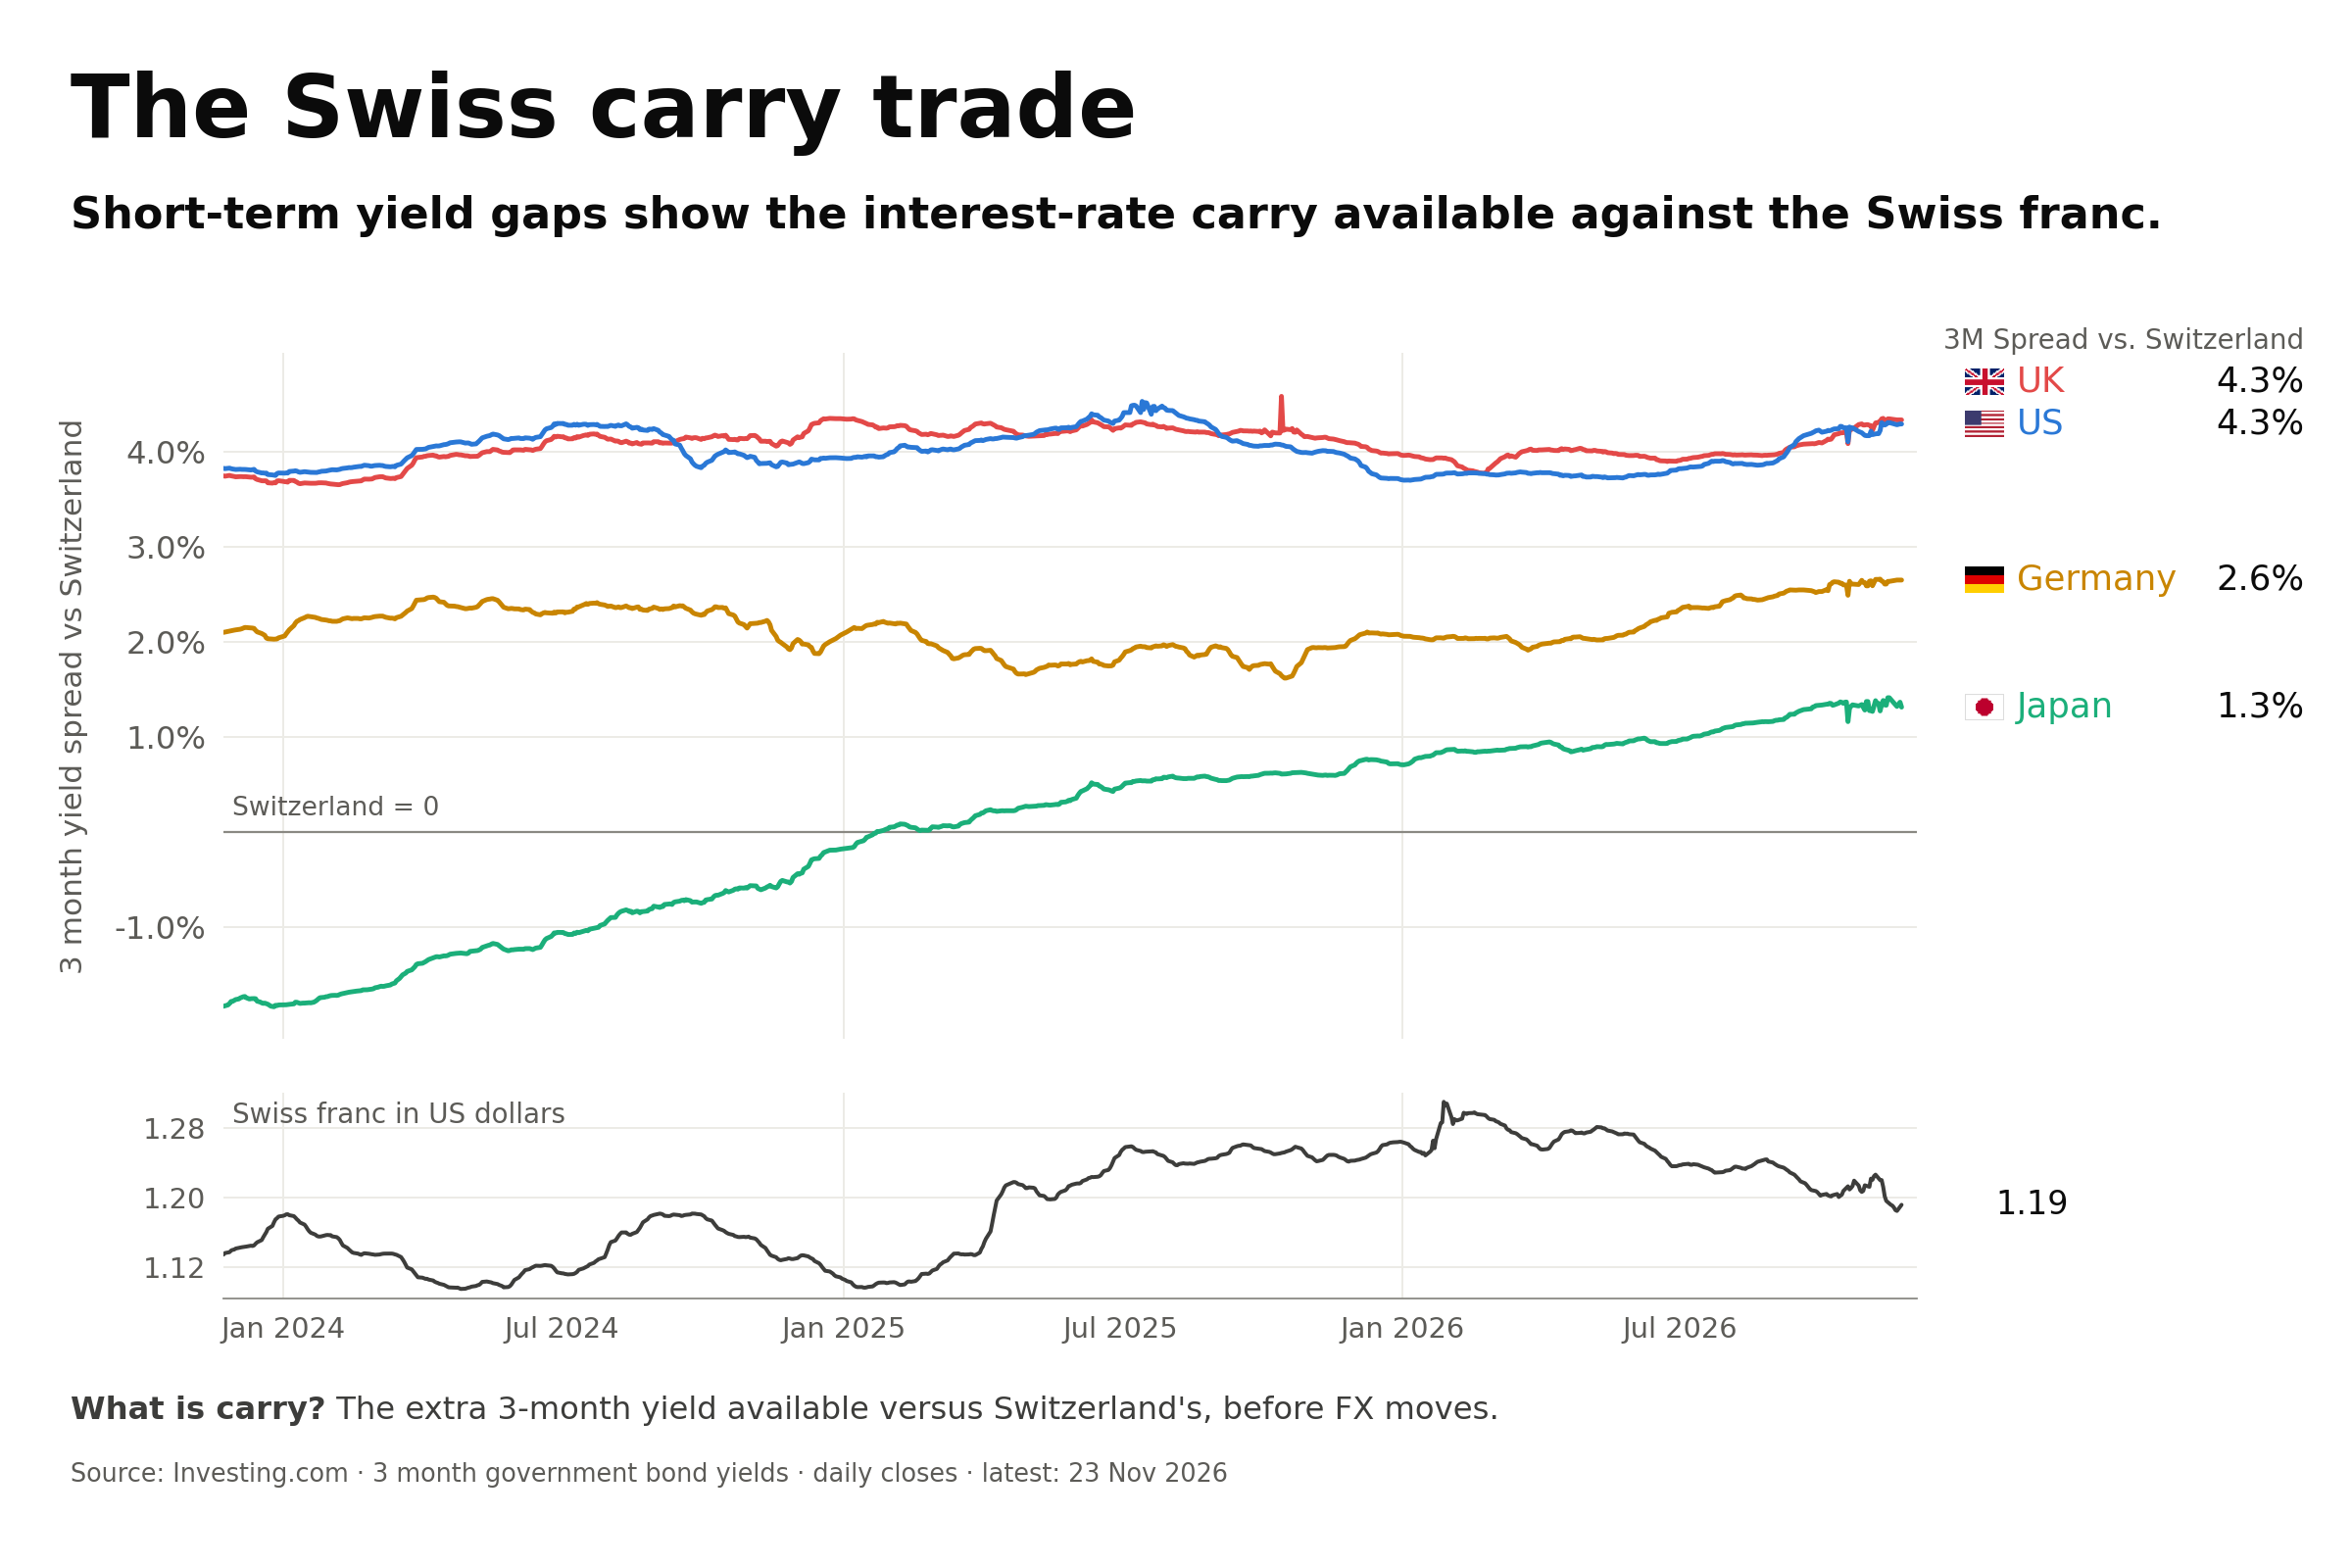 The Swiss carry trade
Short-term yield gaps show the interest-rate carry available against the Swiss franc.
3M Spread vs. Switzerland
UK 4.3%
US 4.3%
Germany 2.6%
Japan 1.3%
3 month yield spread vs Switzerland
4.0%
3.0%
2.0%
1.0%
Switzerland = 0
-1.0%
Swiss franc in US dollars
1.28
1.20
1.12
1.19
Jan 2024 Jul 2024 Jan 2025 Jul 2025 Jan 2026 Jul 2026
What is carry? The extra 3-month yield available versus Switzerland's, before FX moves.
Source: Investing.com · 3 month government bond yields · daily closes · latest: 23 Nov 2026